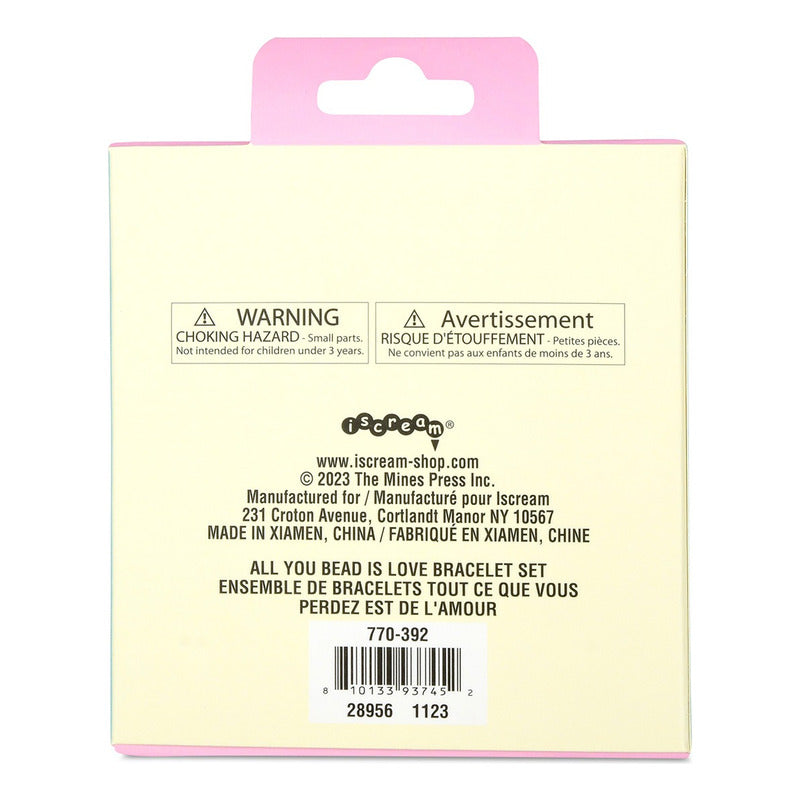 WARNING
CHOKING HAZARD - Small parts.
Not intended for children under 3 years.
Avertissement
RISQUE D'ÉTOUFFEMENT - Petites pièces.
Ne convient pas aux enfants de moins de 3 ans.
iscream®
www.iscream-shop.com
© 2023 The Mines Press Inc.
Manufactured for / Manufacturé pour Iscream
231 Croton Avenue, Cortlandt Manor NY 10567
MADE IN XIAMEN, CHINA / FABRIQUÉ EN XIAMEN, CHINE
ALL YOU BEAD IS LOVE BRACELET SET
ENSEMBLE DE BRACELETS TOUT CE QUE VOUS
PERDEZ EST DE L'AMOUR
770-392
8 10133 93745 2
28956 1123